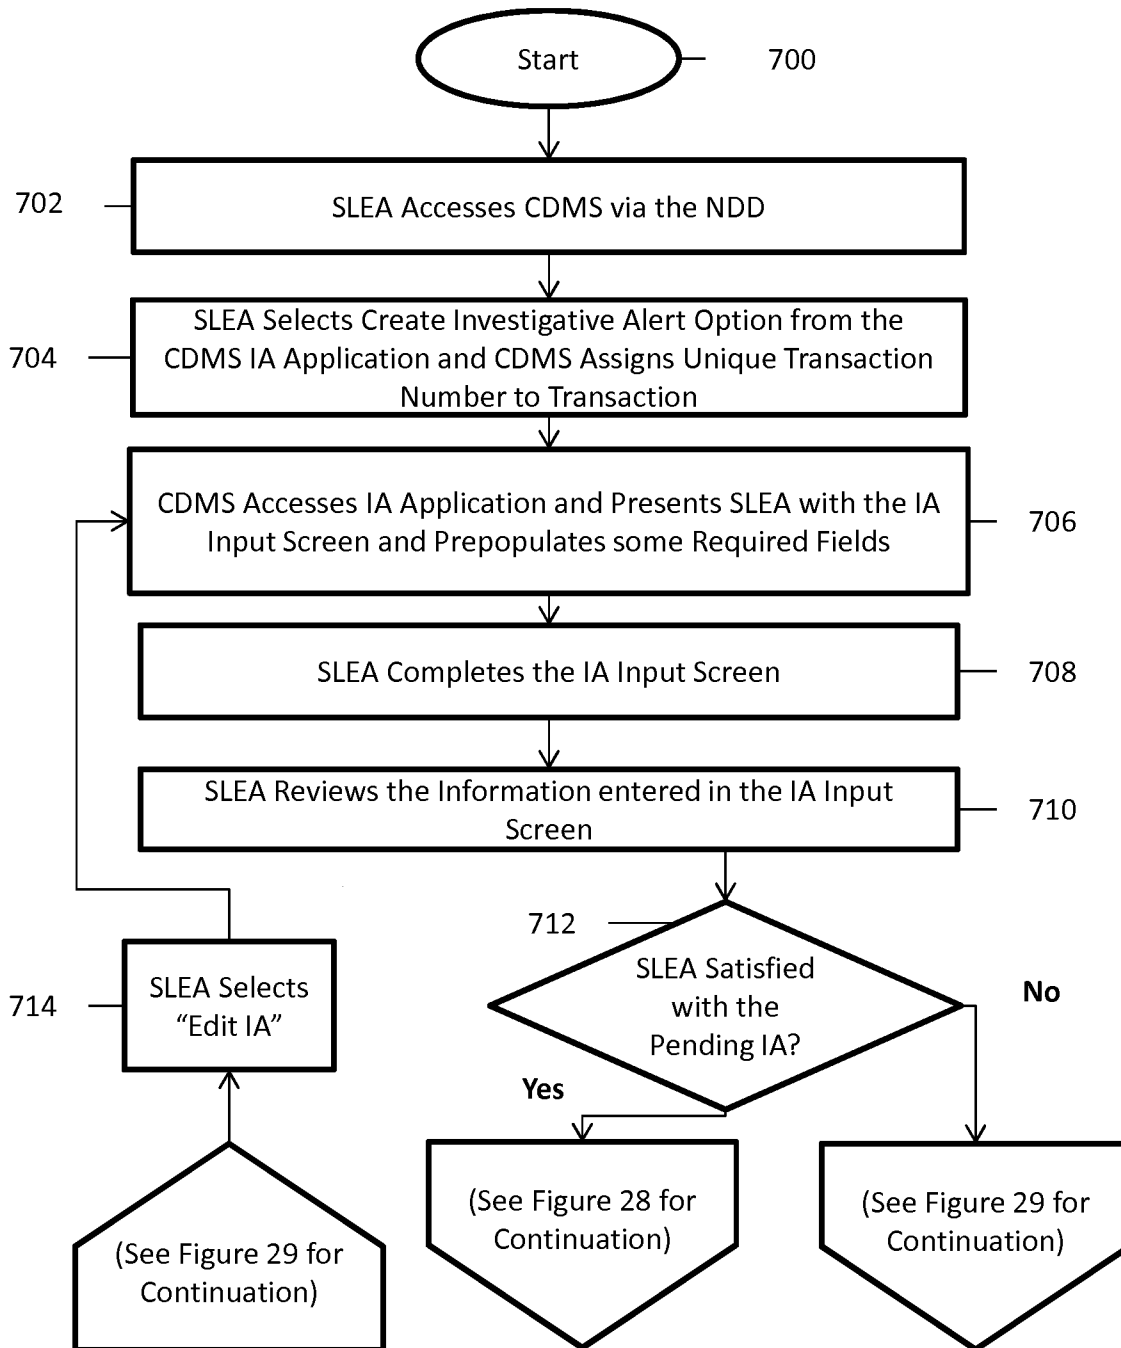 Start
700
702
SLEA Accesses CDMS via the NDD
704
SLEA Selects Create Investigative Alert Option from the
CDMS IA Application and CDMS Assigns Unique Transaction
Number to Transaction
CDMS Accesses IA Application and Presents SLEA with the IA
Input Screen and Prepopulates some Required Fields
706
SLEA Completes the IA Input Screen
708
SLEA Reviews the Information entered in the IA Input
Screen
710
712
SLEA Satisfied
with the
Pending IA?
No
Yes
714
SLEA Selects
“Edit IA”
(See Figure 29 for
Continuation)
(See Figure 28 for
Continuation)
(See Figure 29 for
Continuation)